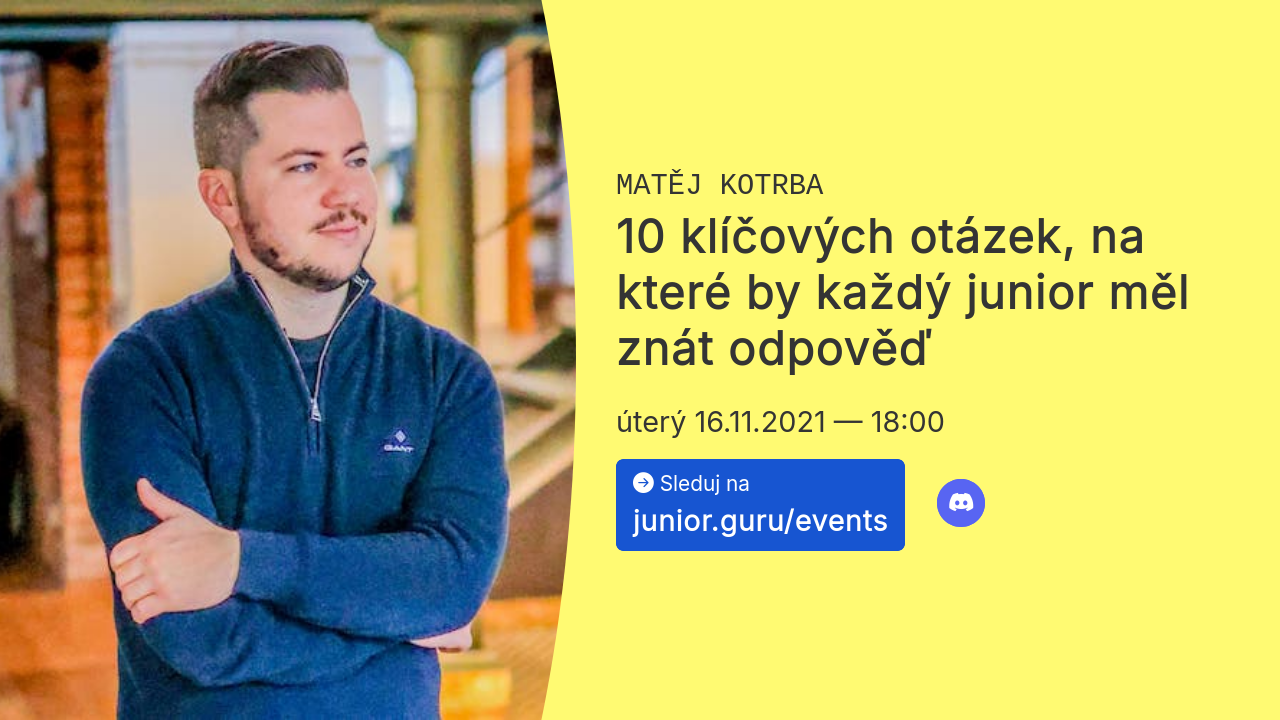 MATĚJ KOTRBA
10 klíčových otázek, na
které by každý junior měl
znát odpověď
úterý 16.11.2021 — 18:00
Sleduj na
junior.guru/events
GANT